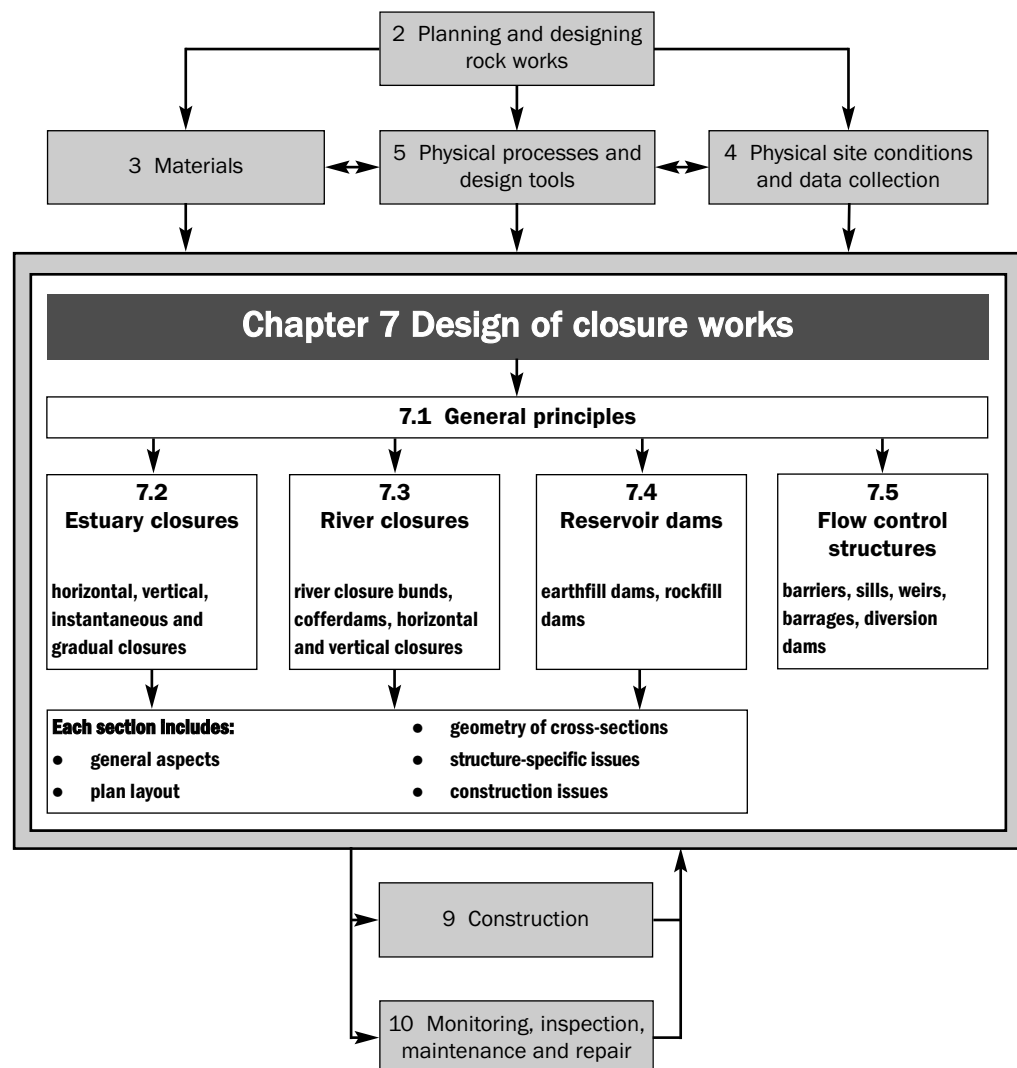 2 Planning and designing
rock works
3 Materials
5 Physical processes and
design tools
4 Physical site conditions
and data collection
Chapter 7 Design of closure works
7.1 General principles
7.2
Estuary closures
horizontal, vertical,
instantaneous and
gradual closures
7.3
River closures
river closure bunds,
cofferdams, horizontal
and vertical closures
7.4
Reservoir dams
earthfill dams, rockfill
dams
7.5
Flow control
structures
barriers, sills, weirs,
barrages, diversion
dams
Each section includes:
● general aspects
● plan layout
● geometry of cross-sections
● structure-specific issues
● construction issues
9 Construction
10 Monitoring, inspection,
maintenance and repair